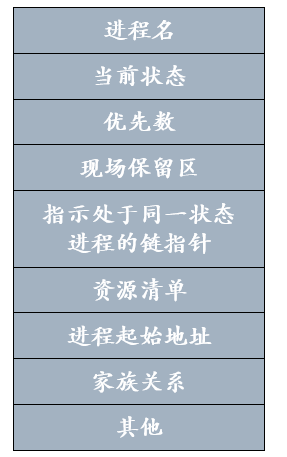 进程名
当前状态
优先数
现场保留区
指示处于同一状态
进程的链指针
资源清单
进程起始地址
家族关系
其他